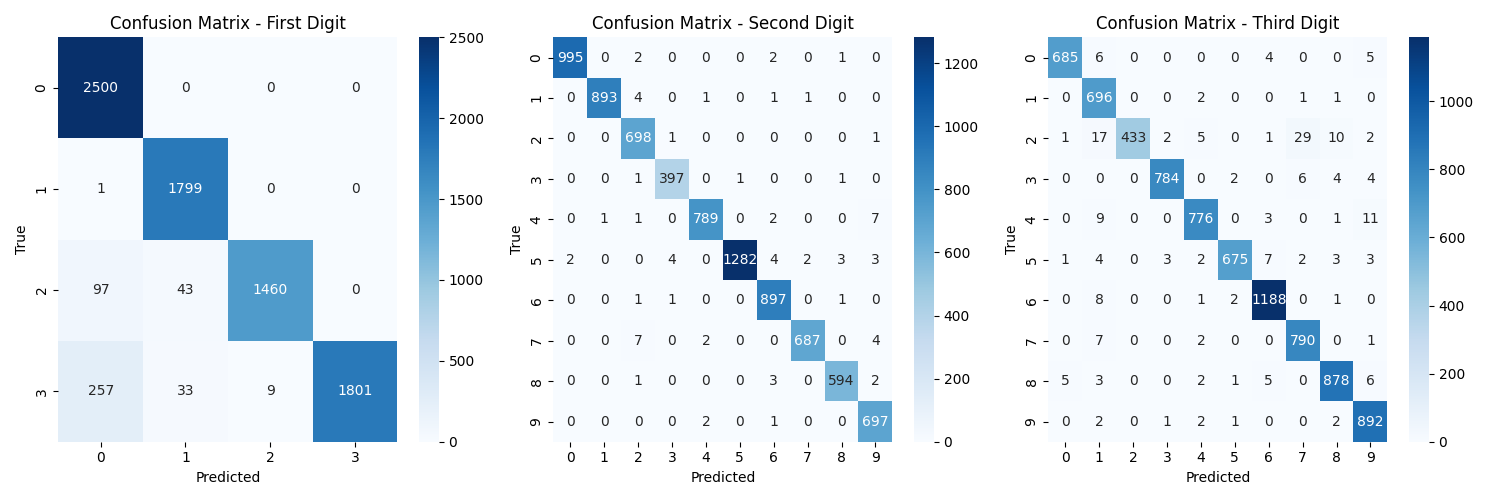 Confusion Matrix - First Digit
2500
0 2500 0 0 0
2000
1 1 1799 0 0
1500
True
1000
2 97 43 1460 0
500
3 257 33 9 1801
0
0 1 2 3
Predicted
Confusion Matrix - Second Digit
0 995 0 2 0 0 0 2 0 1 0
1200
1 0 893 4 0 1 0 1 1 0 0
1000
2 0 0 698 1 0 0 0 0 0 1
3 0 0 1 397 0 1 0 0 1 0
800
4 0 1 1 0 789 0 2 0 0 7
True
600
5 2 0 0 4 0 1282 4 2 3 3
6 0 0 1 1 0 0 897 0 1 0
400
7 0 0 7 0 2 0 0 687 0 4
8 0 0 1 0 0 0 3 0 594 2
200
9 0 0 0 0 2 0 1 0 0 697
0
0 1 2 3 4 5 6 7 8 9
Predicted
Confusion Matrix - Third Digit
0 685 6 0 0 0 0 4 0 0 5
1 0 696 0 0 2 0 0 1 1 0
1000
2 1 17 433 2 5 0 1 29 10 2
3 0 0 0 784 0 2 0 6 4 4
800
4 0 9 0 0 776 0 3 0 1 11
True
600
5 1 4 0 3 2 675 7 2 3 3
6 0 8 0 0 1 2 1188 0 1 0
400
7 0 7 0 0 2 0 0 790 0 1
8 5 3 0 0 2 1 5 0 878 6
200
9 0 2 0 1 2 1 0 0 2 892
0
0 1 2 3 4 5 6 7 8 9
Predicted